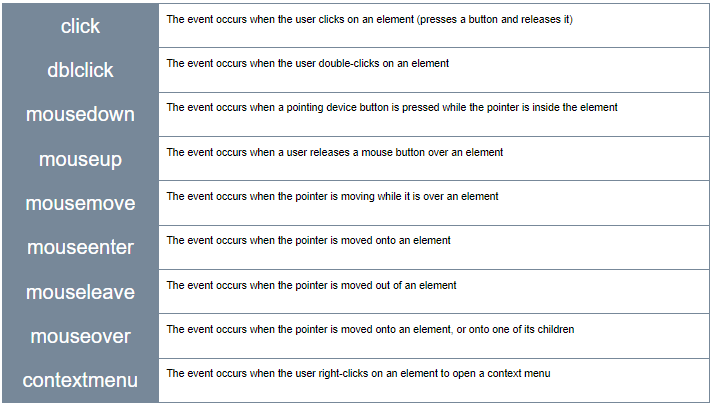 click
The event occurs when the user clicks on an element (presses a button and releases it)
dblclick
The event occurs when the user double-clicks on an element
mousedown
The event occurs when a pointing device button is pressed while the pointer is inside the element
mouseup
The event occurs when a user releases a mouse button over an element
mousemove
The event occurs when the pointer is moving while it is over an element
mouseenter
The event occurs when the pointer is moved onto an element
mouseleave
The event occurs when the pointer is moved out of an element
mouseover
The event occurs when the pointer is moved onto an element, or onto one of its children
contextmenu
The event occurs when the user right-clicks on an element to open a context menu